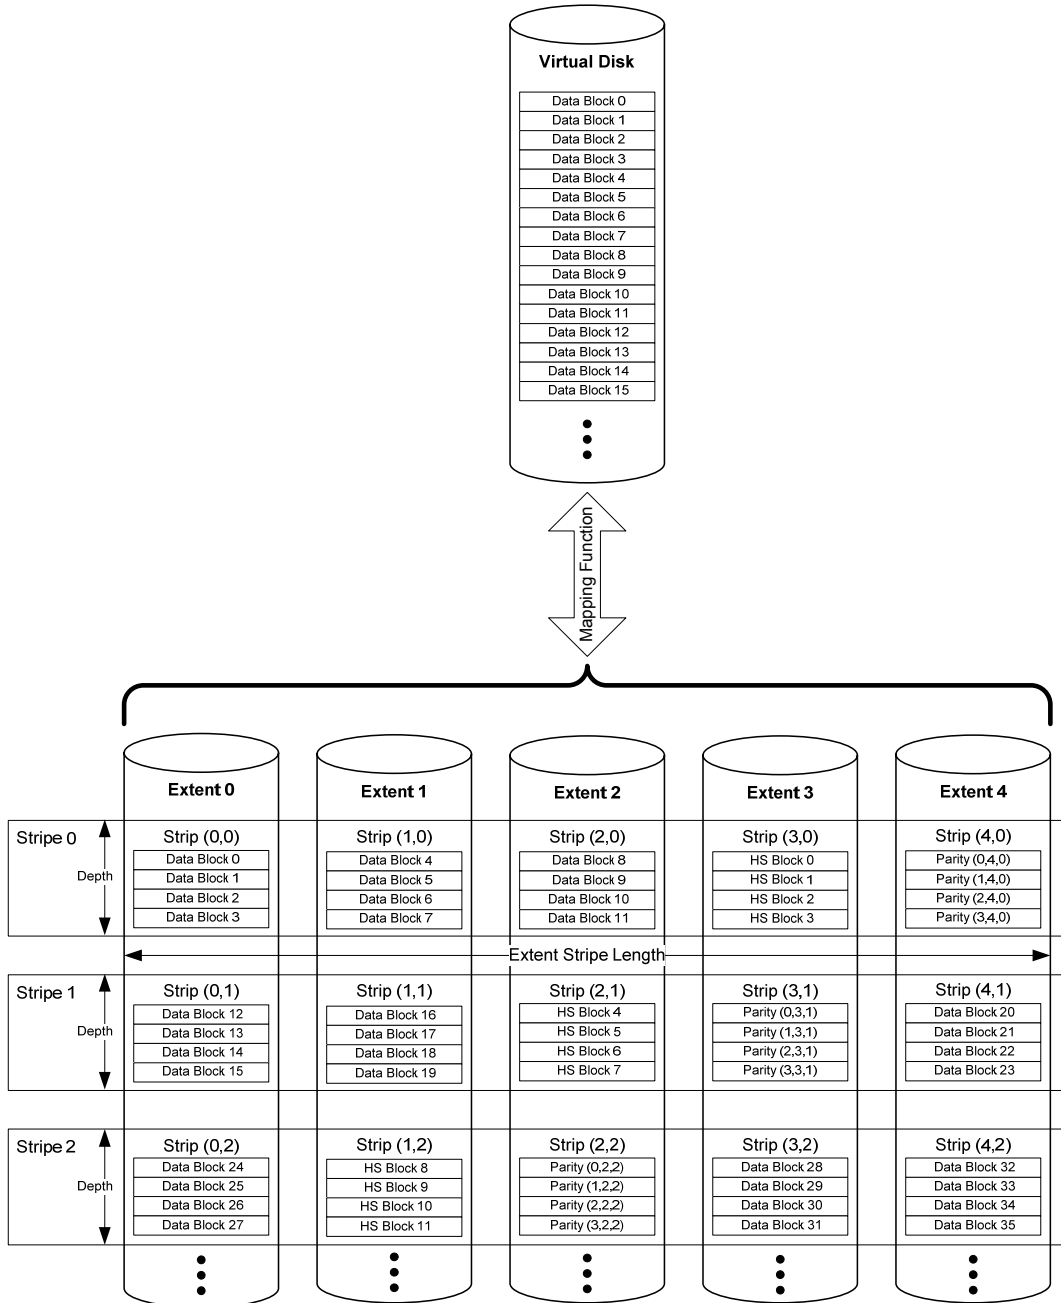 Virtual Disk
Data Block 0
Data Block 1
Data Block 2
Data Block 3
Data Block 4
Data Block 5
Data Block 6
Data Block 7
Data Block 8
Data Block 9
Data Block 10
Data Block 11
Data Block 12
Data Block 13
Data Block 14
Data Block 15
Mapping Function
Extent 0
Extent 1
Extent 2
Extent 3
Extent 4
Stripe 0
Depth
Strip (0,0)
Data Block 0
Data Block 1
Data Block 2
Data Block 3
Strip (1,0)
Data Block 4
Data Block 5
Data Block 6
Data Block 7
Strip (2,0)
Data Block 8
Data Block 9
Data Block 10
Data Block 11
Strip (3,0)
HS Block 0
HS Block 1
HS Block 2
HS Block 3
Strip (4,0)
Parity (0,4,0)
Parity (1,4,0)
Parity (2,4,0)
Parity (3,4,0)
Extent Stripe Length
Stripe 1
Depth
Strip (0,1)
Data Block 12
Data Block 13
Data Block 14
Data Block 15
Strip (1,1)
Data Block 16
Data Block 17
Data Block 18
Data Block 19
Strip (2,1)
HS Block 4
HS Block 5
HS Block 6
HS Block 7
Strip (3,1)
Parity (0,3,1)
Parity (1,3,1)
Parity (2,3,1)
Parity (3,3,1)
Strip (4,1)
Data Block 20
Data Block 21
Data Block 22
Data Block 23
Stripe 2
Depth
Strip (0,2)
Data Block 24
Data Block 25
Data Block 26
Data Block 27
Strip (1,2)
HS Block 8
HS Block 9
HS Block 10
HS Block 11
Strip (2,2)
Parity (0,2,2)
Parity (1,2,2)
Parity (2,2,2)
Parity (3,2,2)
Strip (3,2)
Data Block 28
Data Block 29
Data Block 30
Data Block 31
Strip (4,2)
Data Block 32
Data Block 33
Data Block 34
Data Block 35